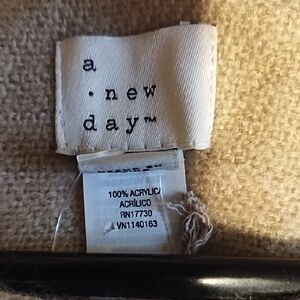 a
· new
day™
100% ACRYLIC/
ACRÍLICO
RN17730
VN1140163